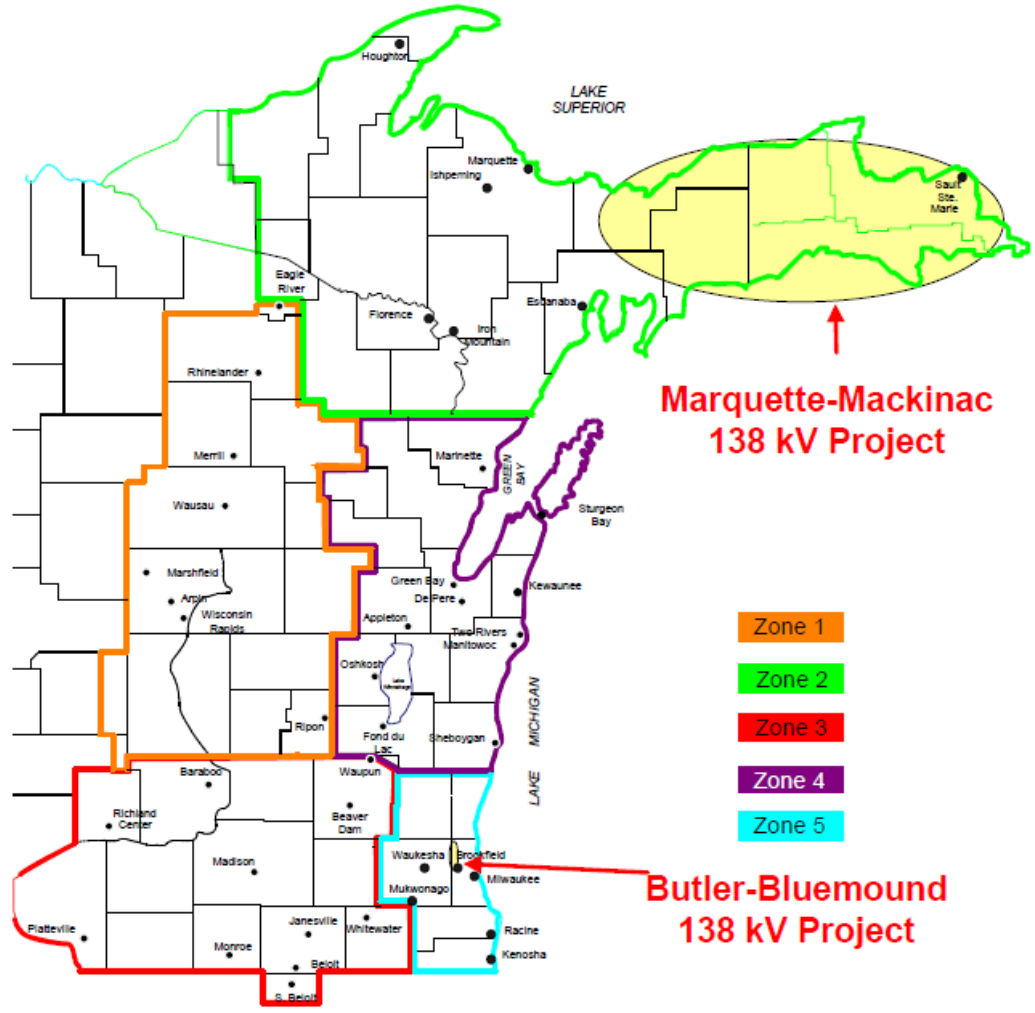 Houghton
LAKE
SUPERIOR
Marquette
Ishpeming
Sault
Ste.
Marie
Eagle
River
Escanaba
Florence
Iron
Mountain
Rhinelander
Marquette-Mackinac
138 kV Project
Merrill
Marinette
GREEN
BAY
Wausau
Sturgeon
Bay
Marshfield
Green Bay
Kewaunee
Arpin
De Pere
Wisconsin
Rapids
Appleton
Zone 1
Two Rivers
Manitowoc
Oshkosh
Lake
Winnebago
Zone 2
Ripon
Zone 3
Fond du
Lac
Sheboygan
LAKE MICHIGAN
Waupun
Baraboo
Zone 4
Richland
Center
Beaver
Dam
Zone 5
Waukesha
Brookfield
Madison
Milwaukee
Mukwonago
Butler-Bluemound
138 kV Project
Platteville
Janesville
Whitewater
Racine
Monroe
Beloit
Kenosha
S. Beloit